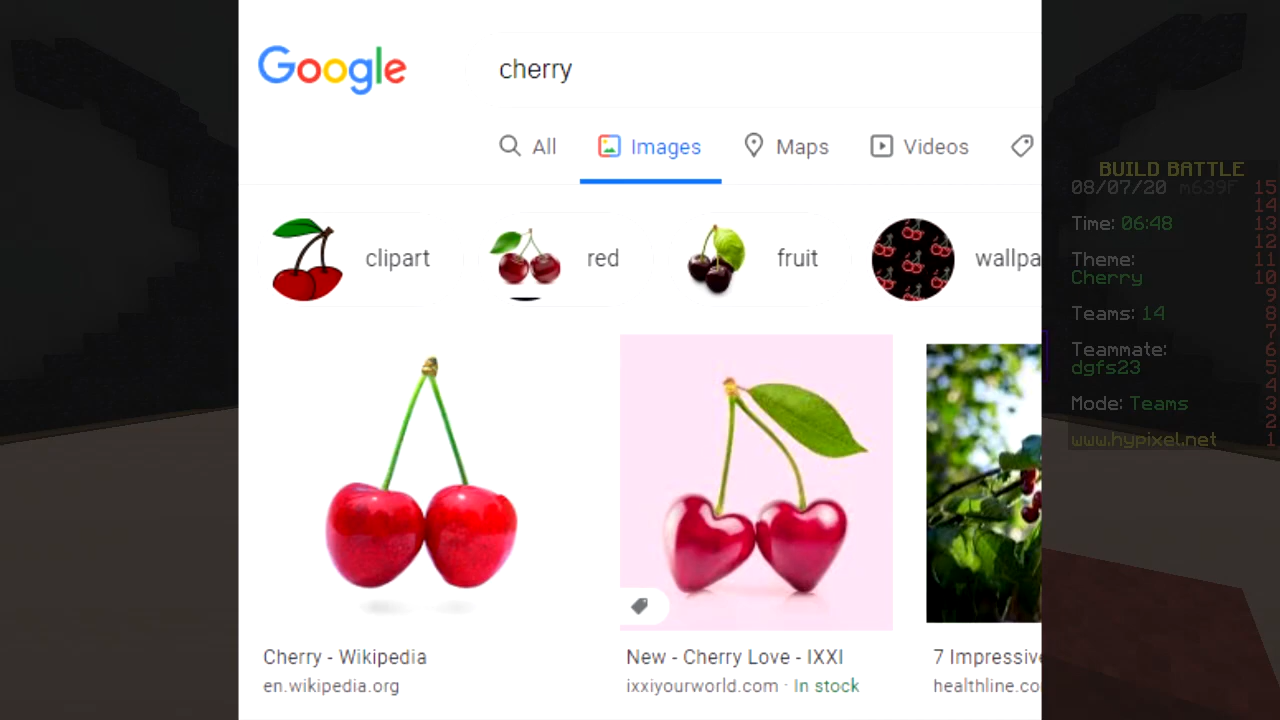 Google
cherry
All Images Maps Videos
clipart red fruit wallpa
Cherry - Wikipedia
en.wikipedia.org
New - Cherry Love - IXXI
ixxiyourworld.com · In stock
7 Impressive
healthline.co
BUILD BATTLE
08/07/20 m639F 15
14
Time: 06:48 13
12
Theme: 11
Cherry 10
9
Teams: 14 8
7
Teammate: 6
dgfs23 5
4
Mode: Teams 3
2
www.hypixel.net 1